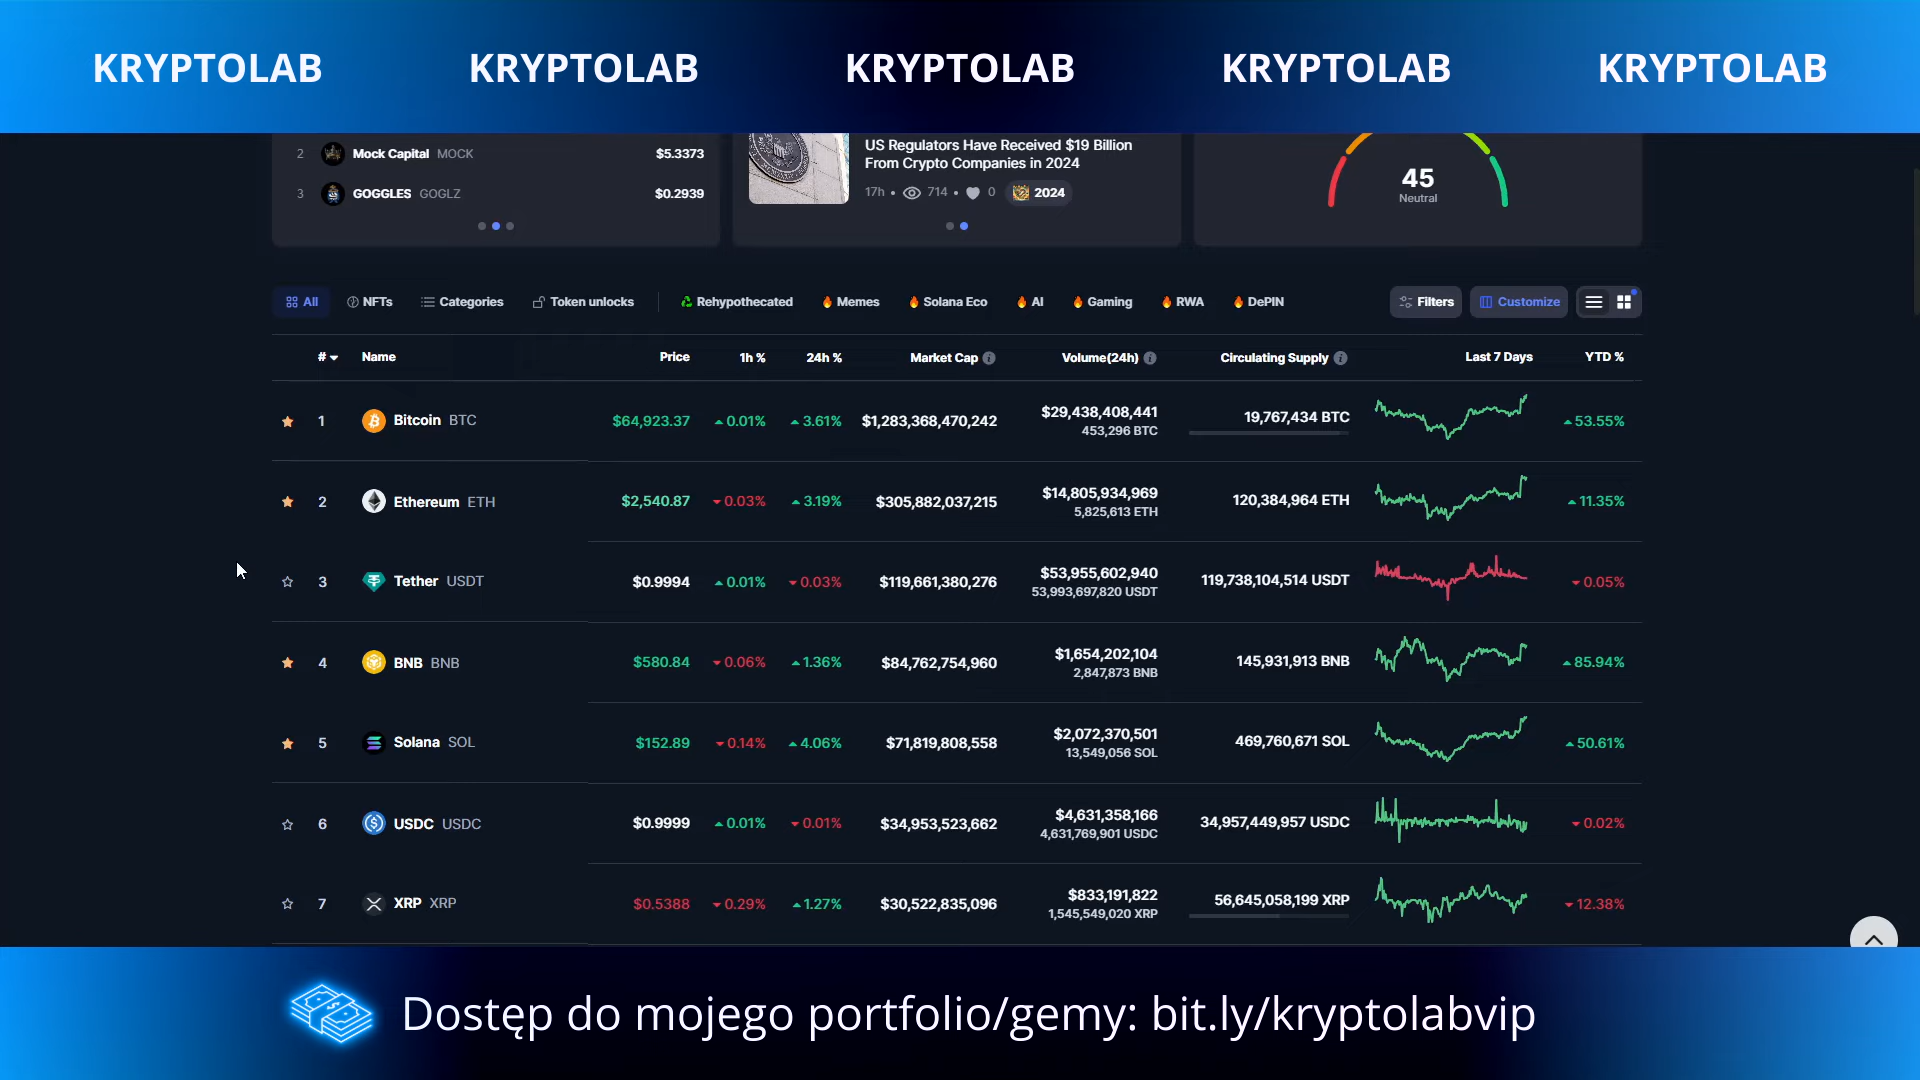 KRYPTOLAB KRYPTOLAB KRYPTOLAB KRYPTOLAB KRYPTOLAB
2 Mock Capital MOCK $5.3373
3 GOGGLES GOGLZ $0.2939
US Regulators Have Received $19 Billion
From Crypto Companies in 2024
17h • 714 • 0 2024
45
Neutral
All NFTs Categories Token unlocks Rehypothecated Memes Solana Eco AI Gaming RWA DePIN Filters Customize
# Name Price 1h % 24h % Market Cap Volume(24h) Circulating Supply Last 7 Days YTD %
1 Bitcoin BTC $64,923.37 0.01% 3.61% $1,283,368,470,242 $29,438,408,441 19,767,434 BTC 53.55%
453,296 BTC
2 Ethereum ETH $2,540.87 0.03% 3.19% $305,882,037,215 $14,805,934,969 120,384,964 ETH 11.35%
5,825,613 ETH
3 Tether USDT $0.9994 0.01% 0.03% $119,661,380,276 $53,955,602,940 119,738,104,514 USDT 0.05%
53,993,697,820 USDT
4 BNB BNB $580.84 0.06% 1.36% $84,762,754,960 $1,654,202,104 145,931,913 BNB 85.94%
2,847,873 BNB
5 Solana SOL $152.89 0.14% 4.06% $71,819,808,558 $2,072,370,501 469,760,671 SOL 50.61%
13,549,056 SOL
6 USDC USDC $0.9999 0.01% 0.01% $34,953,523,662 $4,631,358,166 34,957,449,957 USDC 0.02%
4,631,769,901 USDC
7 XRP XRP $0.5388 0.29% 1.27% $30,522,835,096 $833,191,822 56,645,058,199 XRP 12.38%
1,545,549,020 XRP
Dostęp do mojego portfolio/gemy: bit.ly/kryptolabvip